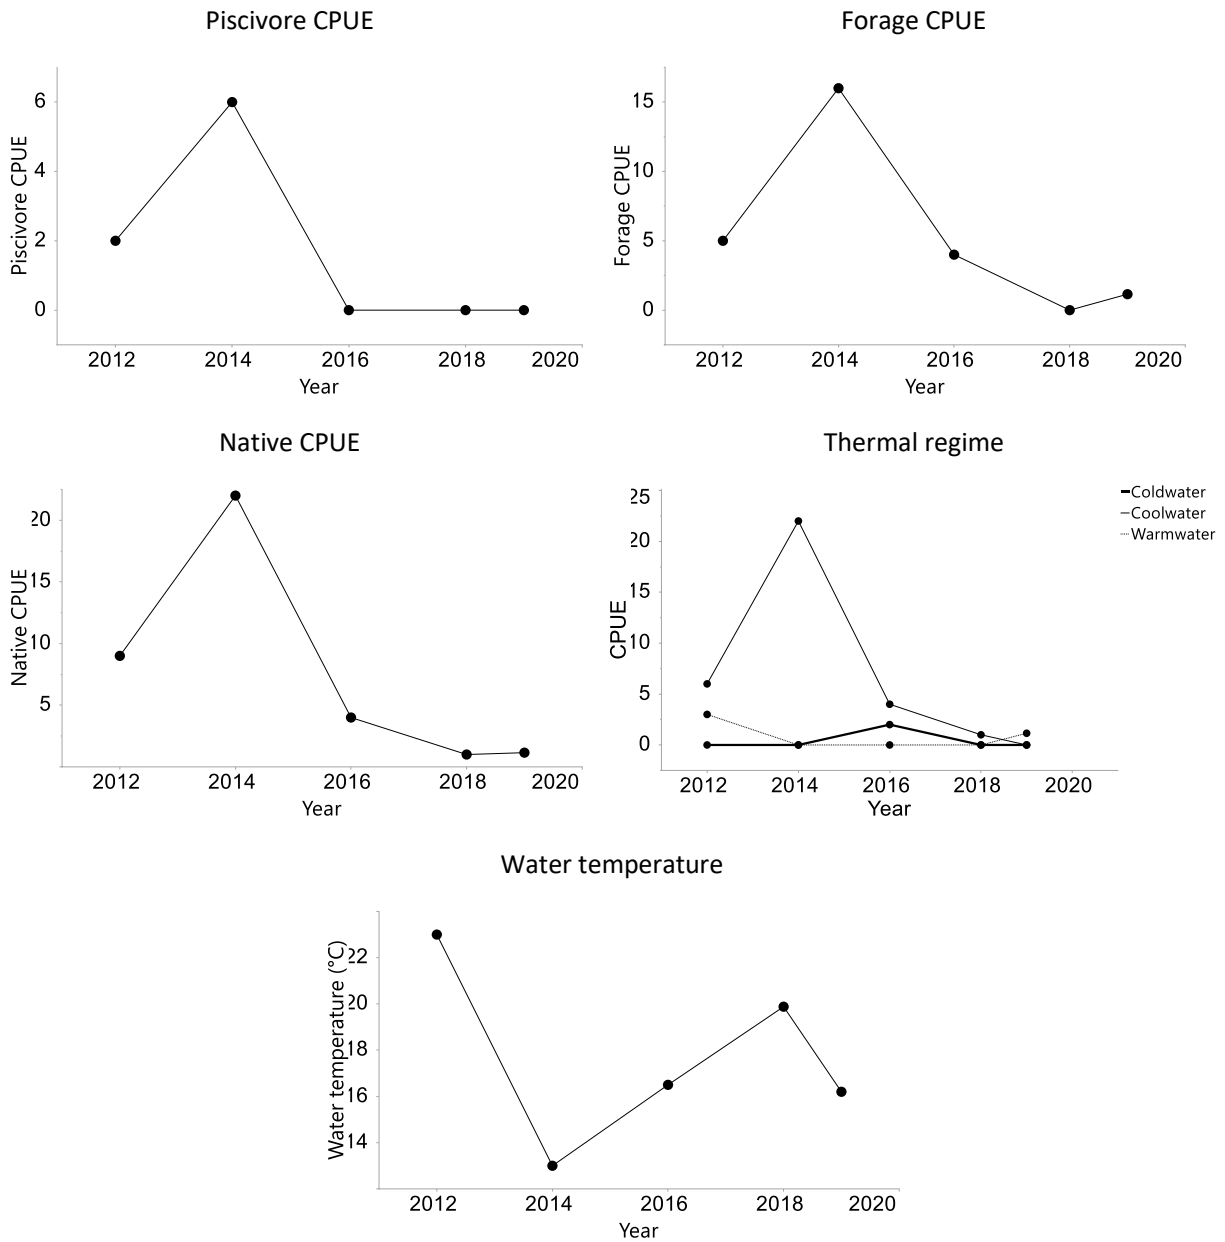 Piscivore CPUE
Piscivore CPUE
6
4
2
0
2012 2014 2016 2018 2020
Year
Forage CPUE
Forage CPUE
15
10
5
0
2012 2014 2016 2018 2020
Year
Native CPUE
Native CPUE
20
15
10
5
2012 2014 2016 2018 2020
Year
Thermal regime
CPUE
25
20
15
10
5
0
2012 2014 2016 2018 2020
Year
Coldwater
Coolwater
Warmwater
Water temperature
Water temperature (°C)
22
20
18
16
14
2012 2014 2016 2018 2020
Year